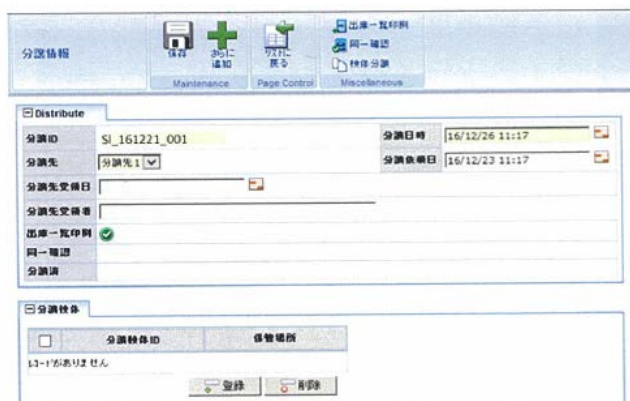 分譲情報
保存
さらに追加
リストに戻る
出庫一覧印刷
同一確認
検体分譲
Maintenance
Page Control
Miscellaneous
Distribute
分譲ID SI_161221_001 分譲日時 16/12/26 11:17
分譲先 分譲先1 分譲依頼日 16/12/23 11:17
分譲先受領日
分譲先受領者
出庫一覧印刷
同一確認
分譲済
分譲検体
分譲検体ID 保管場所
レコードがありません
登録 削除